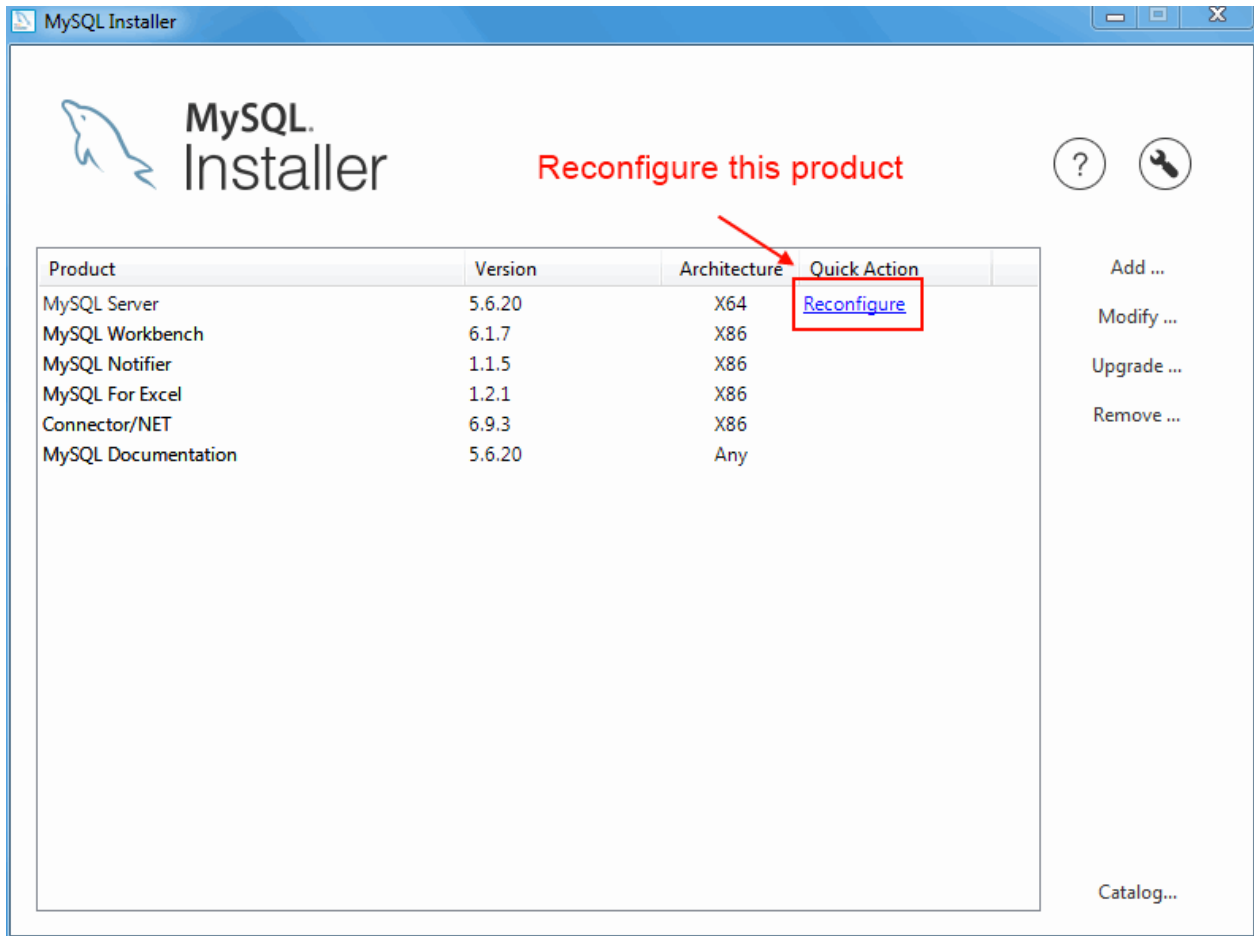 MySQL Installer
MySQL.
Installer
Reconfigure this product
?
Product Version Architecture Quick Action
MySQL Server 5.6.20 X64 Reconfigure
MySQL Workbench 6.1.7 X86
MySQL Notifier 1.1.5 X86
MySQL For Excel 1.2.1 X86
Connector/NET 6.9.3 X86
MySQL Documentation 5.6.20 Any
Add ...
Modify ...
Upgrade ...
Remove ...
Catalog...